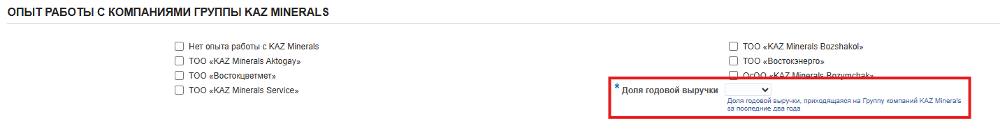 ОПЫТ РАБОТЫ С КОМПАНИЯМИ ГРУППЫ KAZ MINERALS
Нет опыта работы с KAZ Minerals
ТОО «KAZ Minerals Aktogay»
ТОО «Востокцветмет»
ТОО «KAZ Minerals Service»
ТОО «KAZ Minerals Bozshakol»
ТОО «Востокэнерго»
ОсОО «KAZ Minerals Bozymchak»
* Доля годовой выручки
Доля годовой выручки, приходящаяся на Группу компаний KAZ Minerals
за последние два года